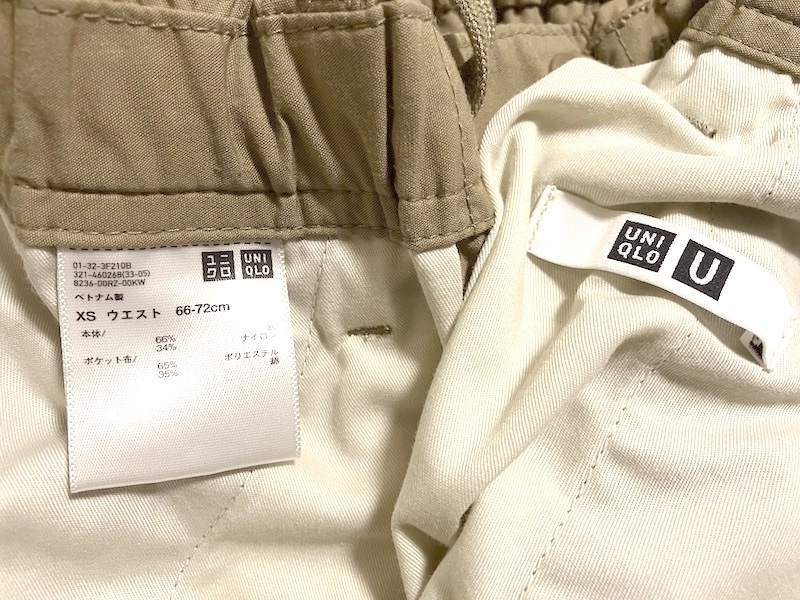 01-32-3F210B
321-460268(33-05)
8236-00RZ-00KW
ユニクロ
UNIQLO
ベトナム製
XS ウエスト 66-72cm
本体/
66%
34% ナイロン
ポケット布/ 65% ポリエステル
35% 綿
UNI
QLO
U